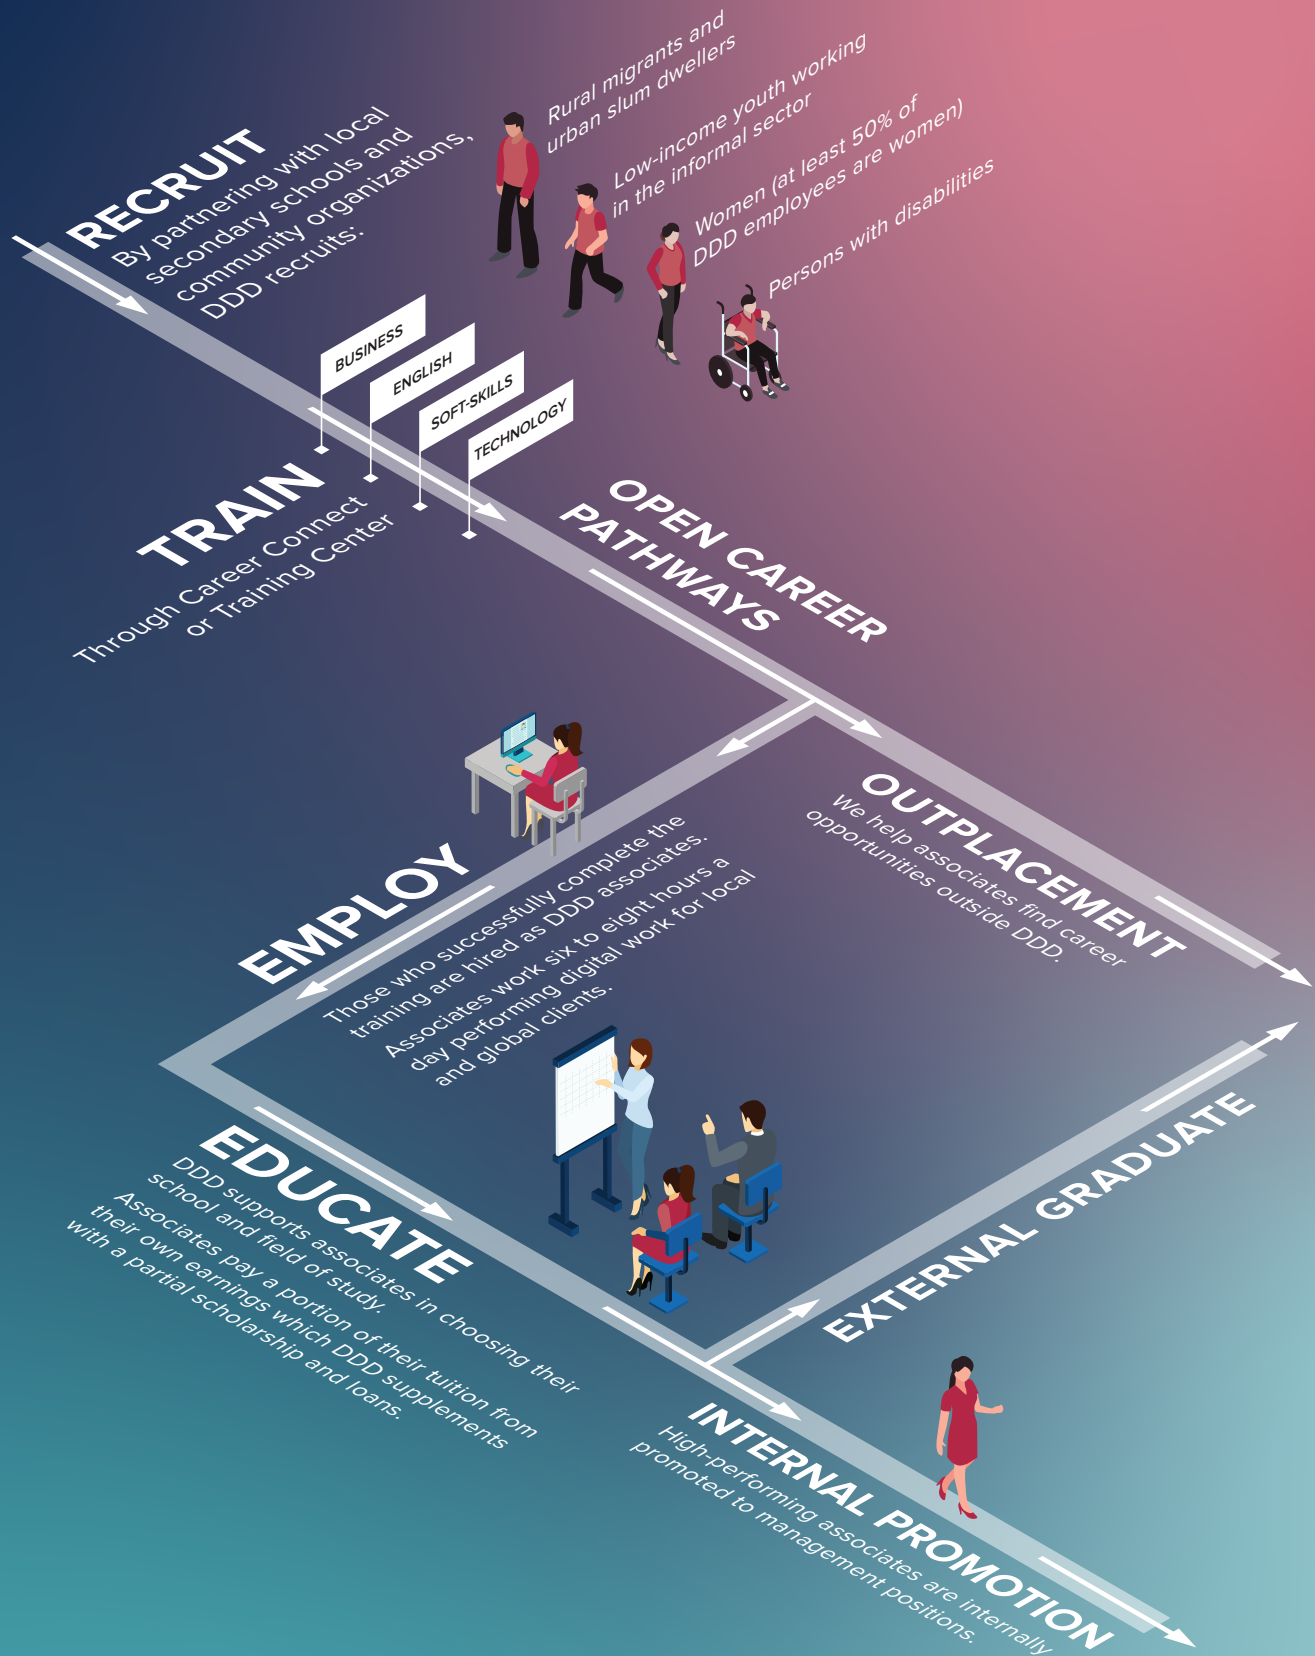 RECRUIT
By partnering with local
secondary schools and
community organizations,
DDD recruits:
Rural migrants and
urban slum dwellers
Low-income youth working
in the informal sector
Women (at least 50% of
DDD employees are women)
Persons with disabilities
BUSINESS
ENGLISH
SOFT-SKILLS
TECHNOLOGY
TRAIN
Through Career Connect
or Training Center
OPEN CAREER
PATHWAYS
OUTPLACEMENT
We help associates find career
opportunities outside DDD.
EMPLOY
Those who successfully complete the
training are hired as DDD associates.
Associates work six to eight hours a
day performing digital work for local
and global clients.
EDUCATE
DDD supports associates in choosing their
school and field of study.
Associates pay a portion of their tuition from
their own earnings which DDD supplements
with a partial scholarship and loans.
EXTERNAL GRADUATE
INTERNAL PROMOTION
High-performing associates are internally
promoted to management positions.